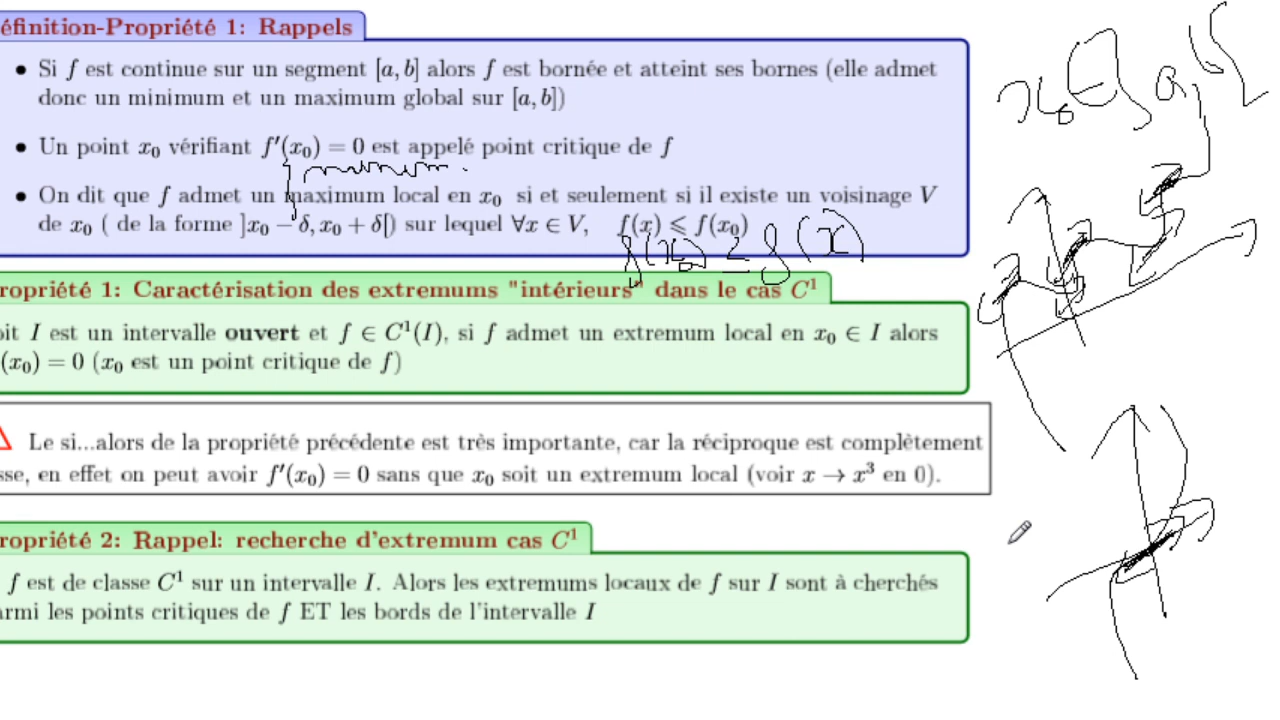 éfinition-Propriété 1: Rappels
• Si f est continue sur un segment [a, b] alors f est bornée et atteint ses bornes (elle admet
donc un minimum et un maximum global sur [a, b])
• Un point x₀ vérifiant f′(x₀) = 0 est appelé point critique de f
minimum.
• On dit que f admet un maximum local en x₀ si et seulement si il existe un voisinage V
de x₀ ( de la forme ]x₀ − δ, x₀ + δ[) sur lequel ∀x ∈ V, f(x) ⩽ f(x₀)
f(x₀) ≤ f(x)
x₀ ∈ ]a, b[
ropriété 1: Caractérisation des extremums "intérieurs" dans le cas C¹
oit I est un intervalle ouvert et f ∈ C¹(I), si f admet un extremum local en x₀ ∈ I alors
(x₀) = 0 (x₀ est un point critique de f)
Le si...alors de la propriété précédente est très importante, car la réciproque est complètement
sse, en effet on peut avoir f′(x₀) = 0 sans que x₀ soit un extremum local (voir x → x³ en 0).
ropriété 2: Rappel: recherche d'extremum cas C¹
f est de classe C¹ sur un intervalle I. Alors les extremums locaux de f sur I sont à cherchés
rmi les points critiques de f ET les bords de l'intervalle I